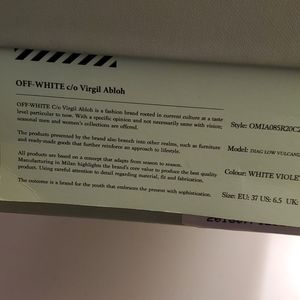 OFF-WHITE c/o Virgil Abloh
OFF-WHITE C/o Virgil Abloh is a fashion brand rooted in current culture at a taste
level particular to now. With a specific opinion and not necessarily same with vision;
seasonal men and women's collections are offered.
The products presented by the brand also branch into other realms, such as furniture
and ready-made goods that further reinforce an approach to lifestyle.
All products are based on a concept that adapts from season to season.
Manufacturing in Milan highlights the brand's core value to produce the best quality
product. Using careful attention to detail regarding material, fit and fabrication.
The outcome is a brand for the youth that embraces the present with sophistication.
Style: OMIA085R20C
Model: DIAG LOW VULCANIZ
Colour: WHITE VIOLE
Size: EU: 37 US: 6.5 UK: